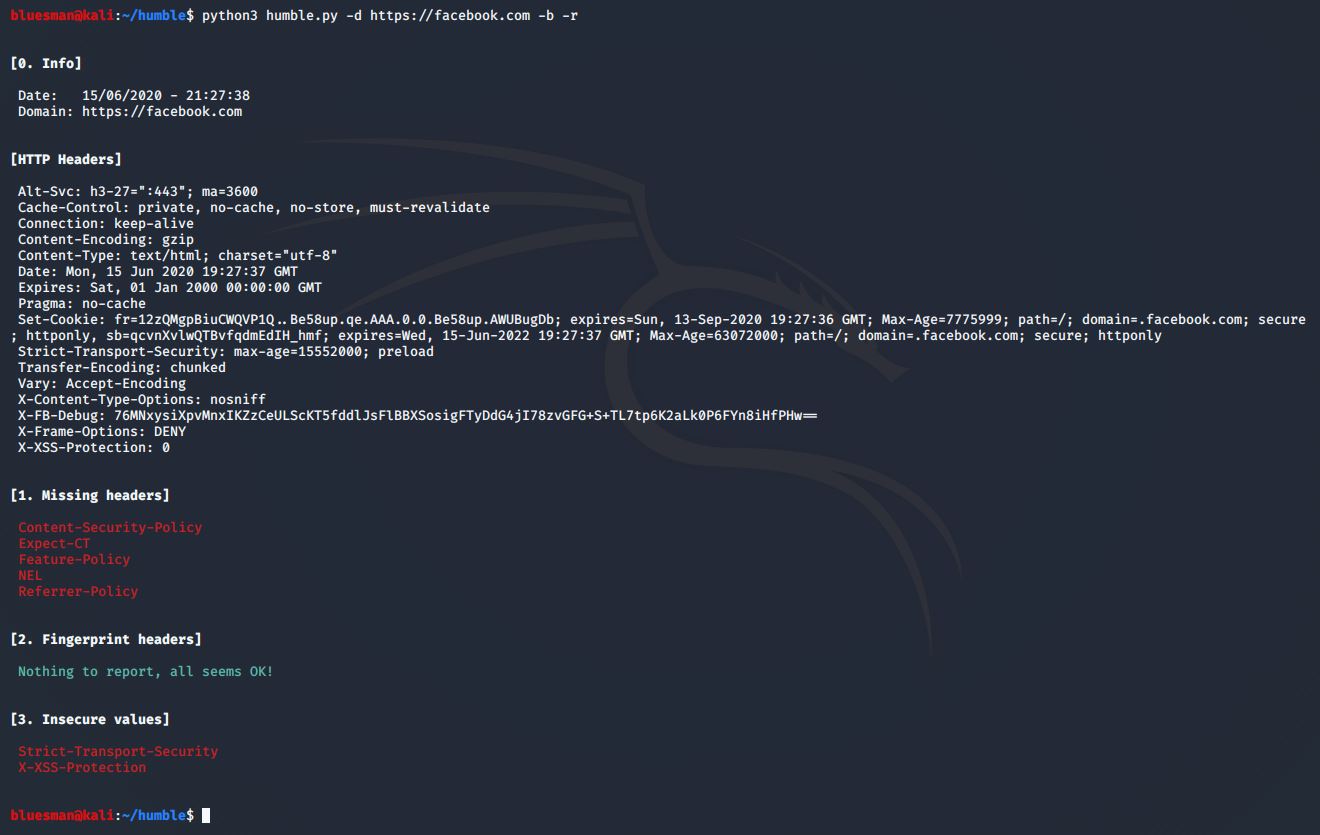 bluesman@kali:~/humble$ python3 humble.py -d https://facebook.com -b -r
[0. Info]
Date:   15/06/2020 - 21:27:38
Domain: https://facebook.com
[HTTP Headers]
Alt-Svc: h3-27=":443"; ma=3600
Cache-Control: private, no-cache, no-store, must-revalidate
Connection: keep-alive
Content-Encoding: gzip
Content-Type: text/html; charset="utf-8"
Date: Mon, 15 Jun 2020 19:27:37 GMT
Expires: Sat, 01 Jan 2000 00:00:00 GMT
Pragma: no-cache
Set-Cookie: fr=12zQMgpBiuCWQVP1Q..Be58up.qe.AAA.0.0.Be58up.AWUBugDb; expires=Sun, 13-Sep-2020 19:27:36 GMT; Max-Age=7775999; path=/; domain=.facebook.com; secure
; httponly, sb=qcvnXvlwQTBvfqdmEdIH_hmf; expires=Wed, 15-Jun-2022 19:27:37 GMT; Max-Age=63072000; path=/; domain=.facebook.com; secure; httponly
Strict-Transport-Security: max-age=15552000; preload
Transfer-Encoding: chunked
Vary: Accept-Encoding
X-Content-Type-Options: nosniff
X-FB-Debug: 76MNxysiXpvMnxIKZzCeULScKT5fddlJsFlBBXSosigFTyDdG4jI78zvGFG+S+TL7tp6K2aLk0P6FYn8iHfPHw==
X-Frame-Options: DENY
X-XSS-Protection: 0
[1. Missing headers]
Content-Security-Policy
Expect-CT
Feature-Policy
NEL
Referrer-Policy
[2. Fingerprint headers]
Nothing to report, all seems OK!
[3. Insecure values]
Strict-Transport-Security
X-XSS-Protection
bluesman@kali:~/humble$